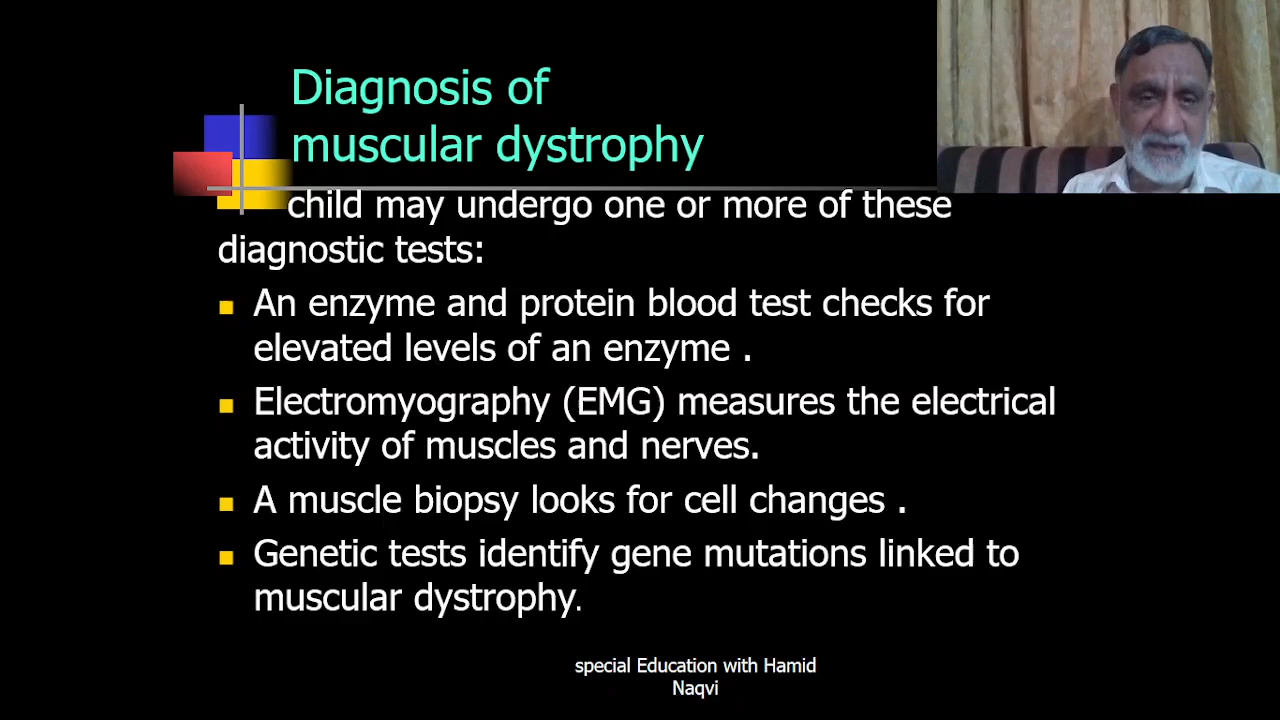 Diagnosis of
muscular dystrophy
child may undergo one or more of these
diagnostic tests:
An enzyme and protein blood test checks for
elevated levels of an enzyme .
Electromyography (EMG) measures the electrical
activity of muscles and nerves.
A muscle biopsy looks for cell changes .
Genetic tests identify gene mutations linked to
muscular dystrophy.
special Education with Hamid
Naqvi